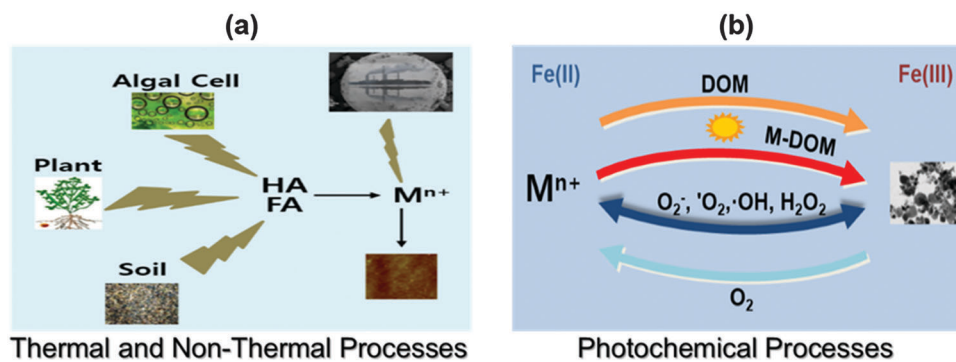 (a)
Algal Cell
Plant
HA
FA
Mⁿ⁺
Soil
Thermal and Non-Thermal Processes
(b)
Fe(II)
Fe(III)
DOM
M-DOM
Mⁿ⁺
O₂⁻, 'O₂,·OH, H₂O₂
O₂
Photochemical Processes